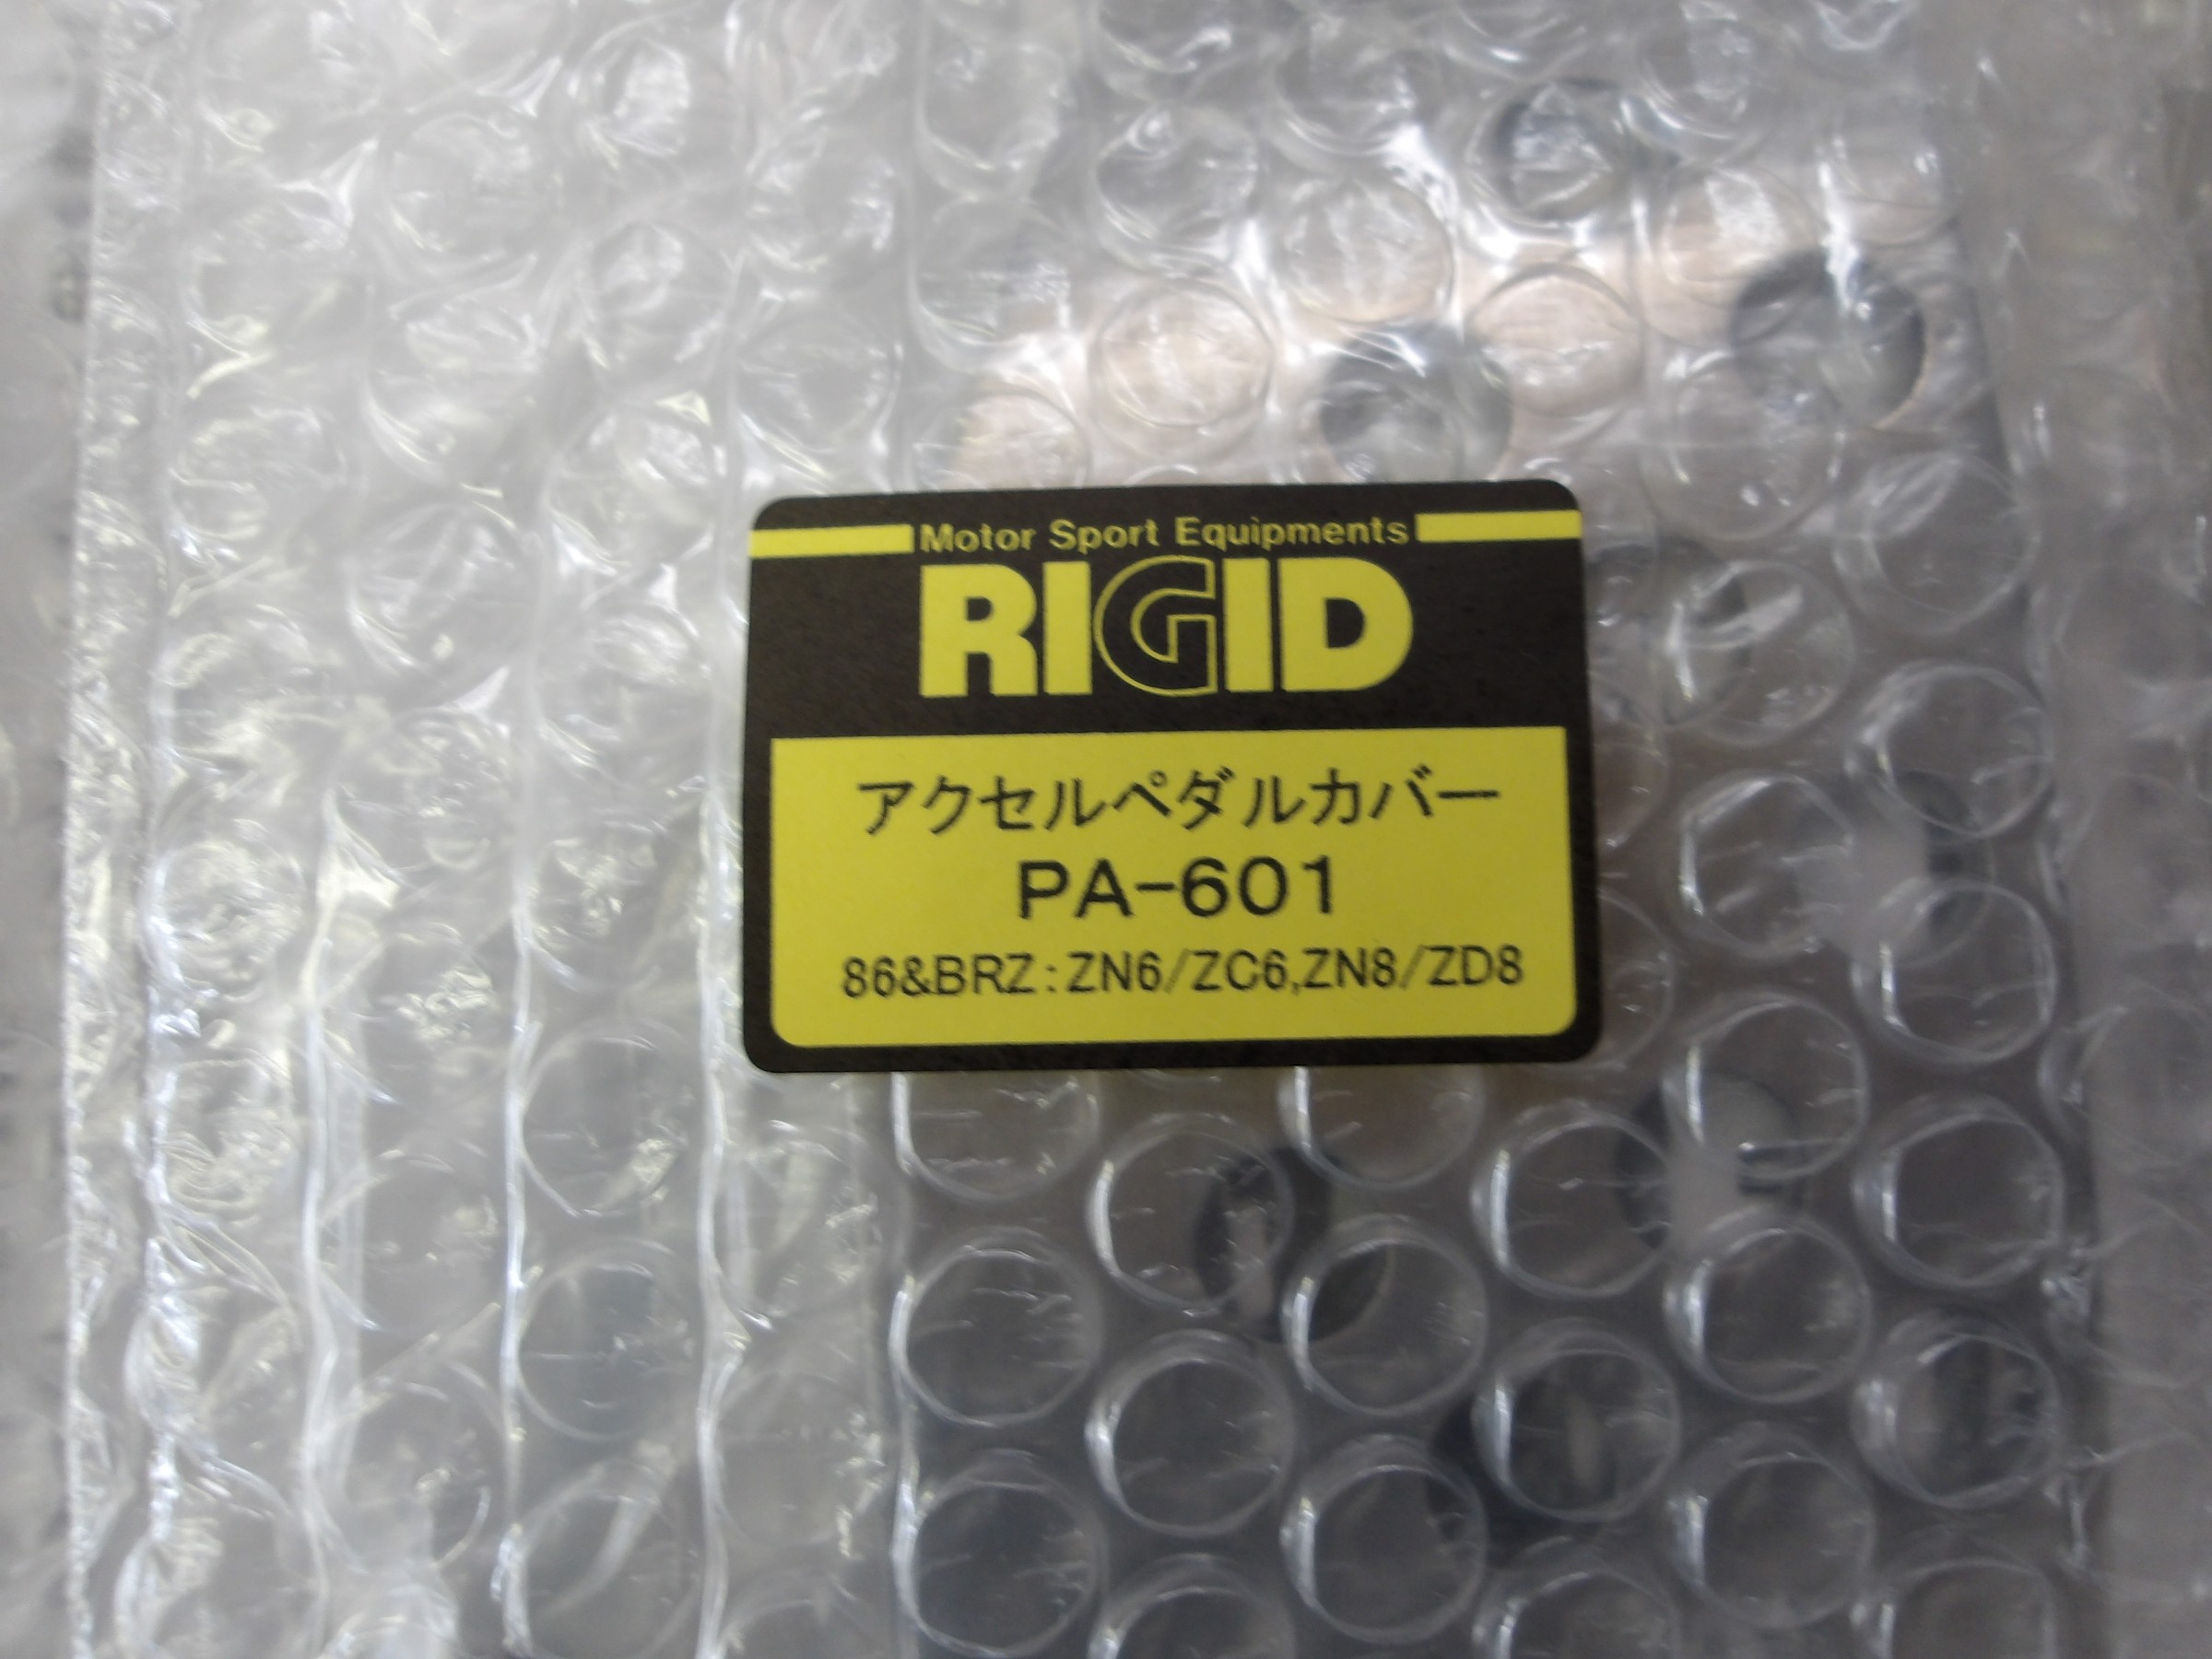 Motor Sport Equipments
RIGID
アクセルペダルカバー
PA-601
86&BRZ:ZN6/ZC6,ZN8/ZD8